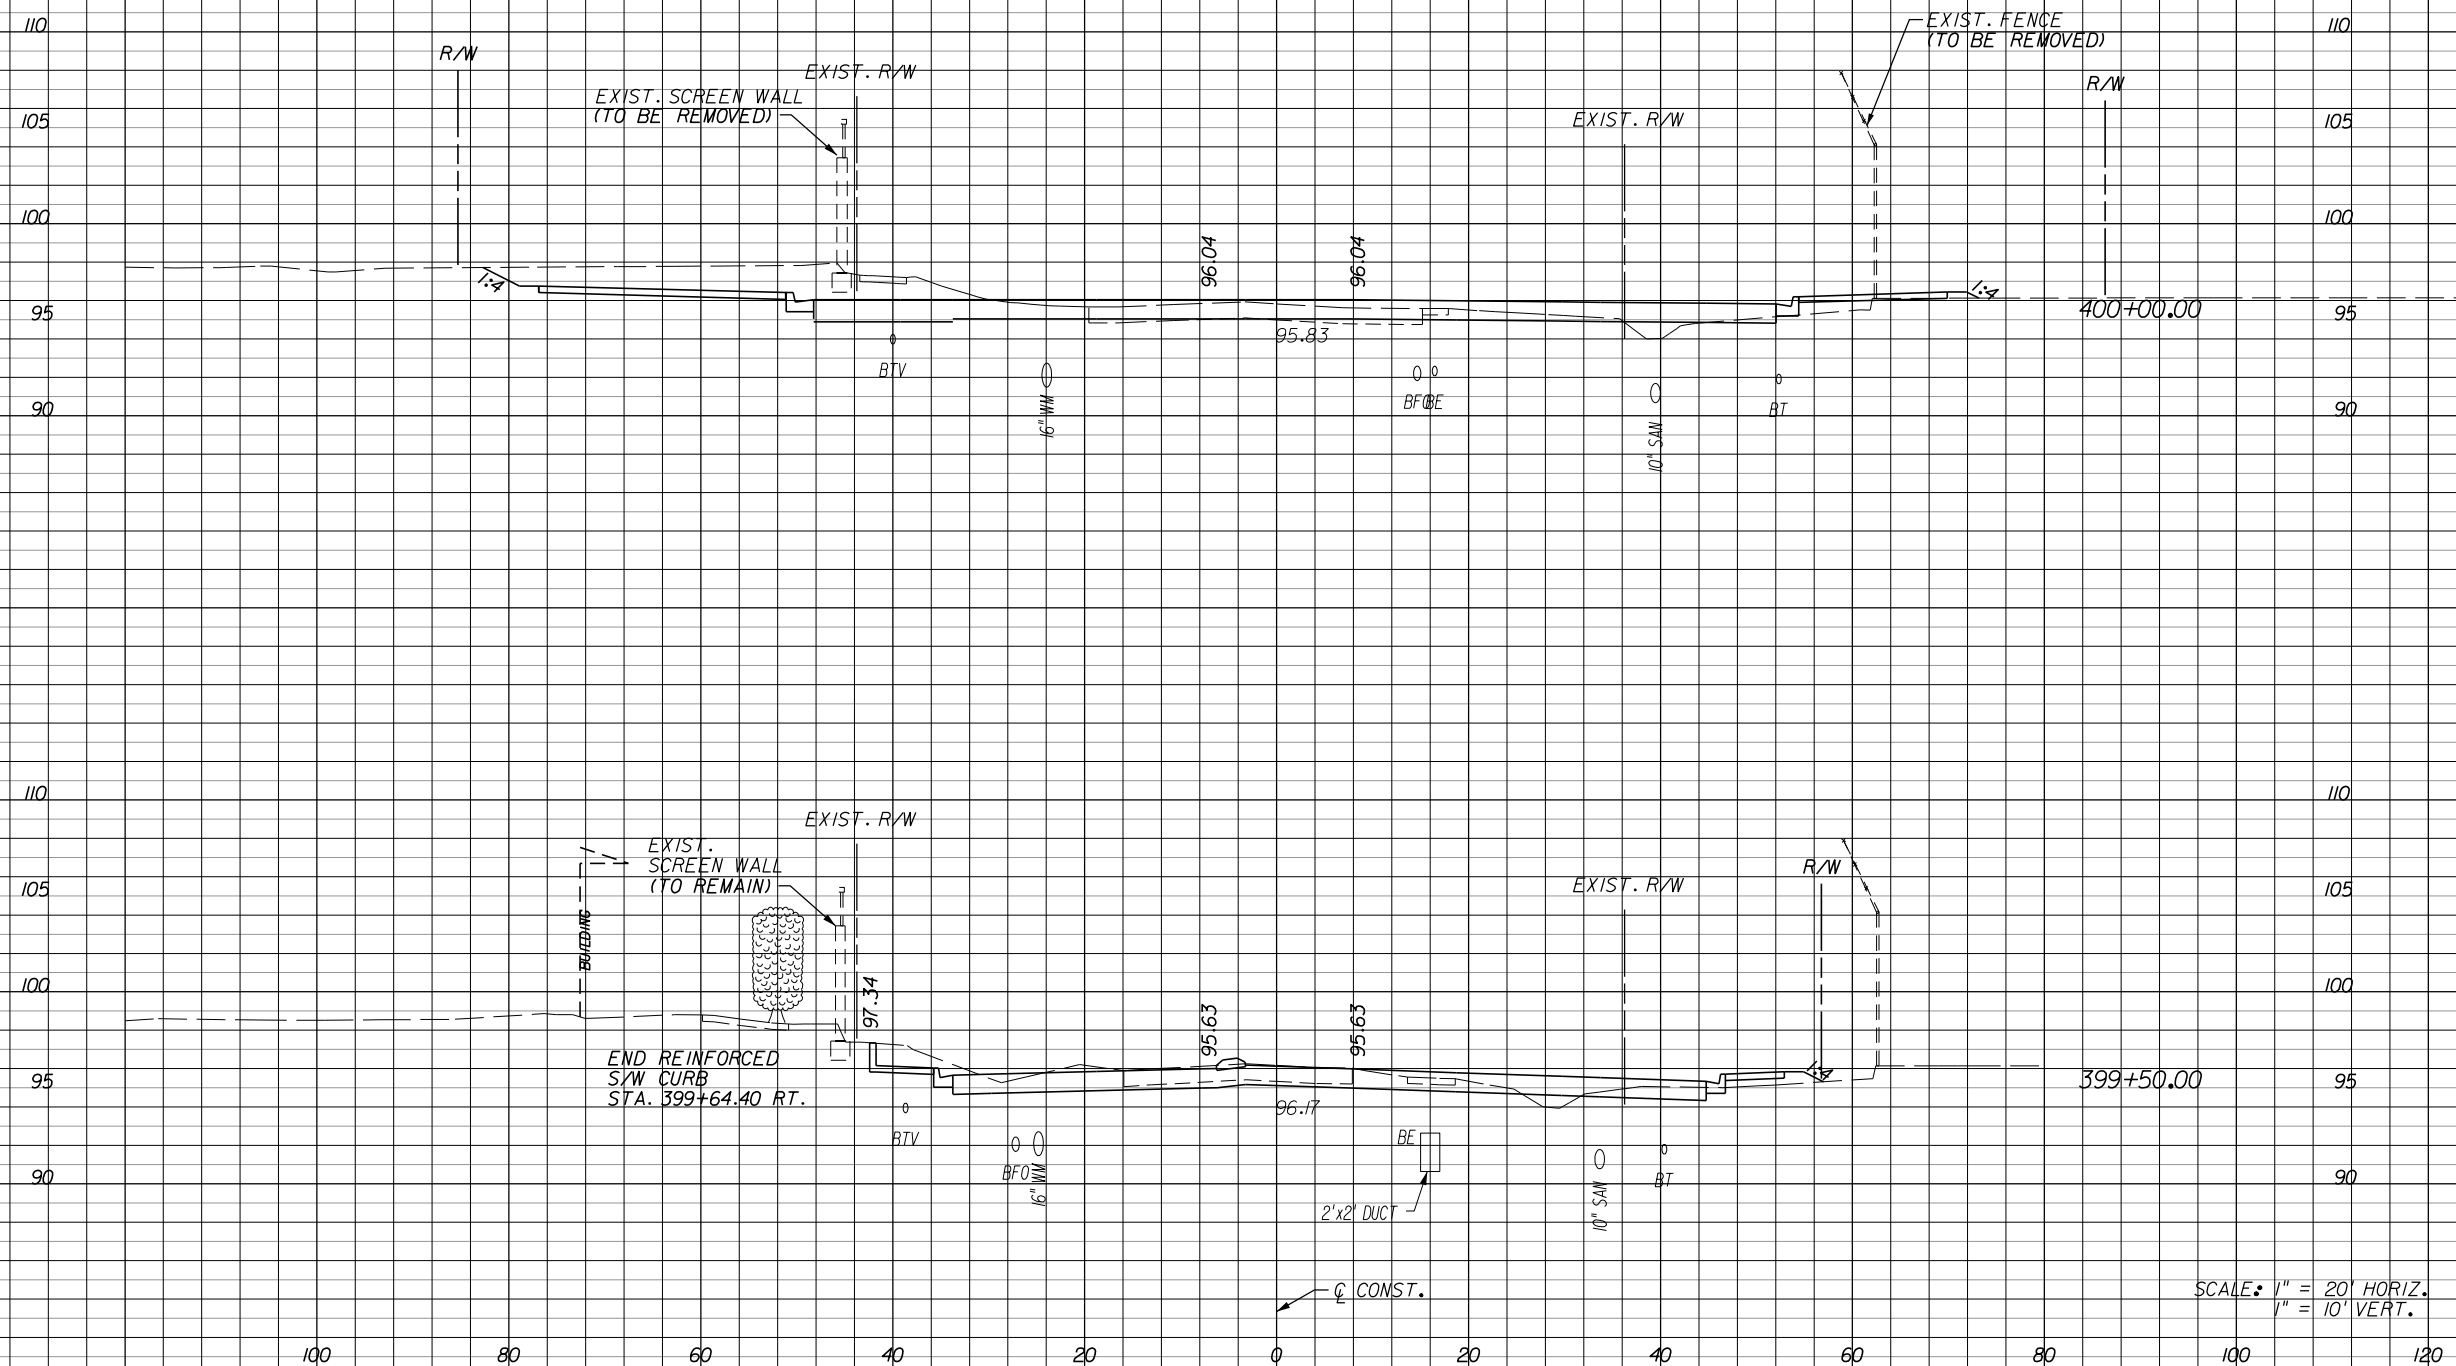 110
110
EXIST. FENCE
(TO BE REMOVED)
R/W
EXIST. R/W
R/W
EXIST. SCREEN WALL
(TO BE REMOVED)
105
EXIST. R/W
105
100
100
96.04
96.04
1:4
1:4
95
95.83
400+00.00
95
BTV
BFO
BE
BT
90
16" WM
90
10" SAN
110
110
EXIST. R/W
EXIST.
SCREEN WALL
(TO REMAIN)
R/W
105
EXIST. R/W
105
BUILDING
100
97.34
100
95.63
95.63
END REINFORCED
S/W CURB
STA. 399+64.40 RT.
1:4
95
96.17
399+50.00
95
BTV
BE
BFO
16" WM
BT
90
90
10" SAN
2'x2' DUCT
℄ CONST.
SCALE: 1" = 20' HORIZ.
1" = 10' VERT.
100 80 60 40 20 0 20 40 60 80 100 120